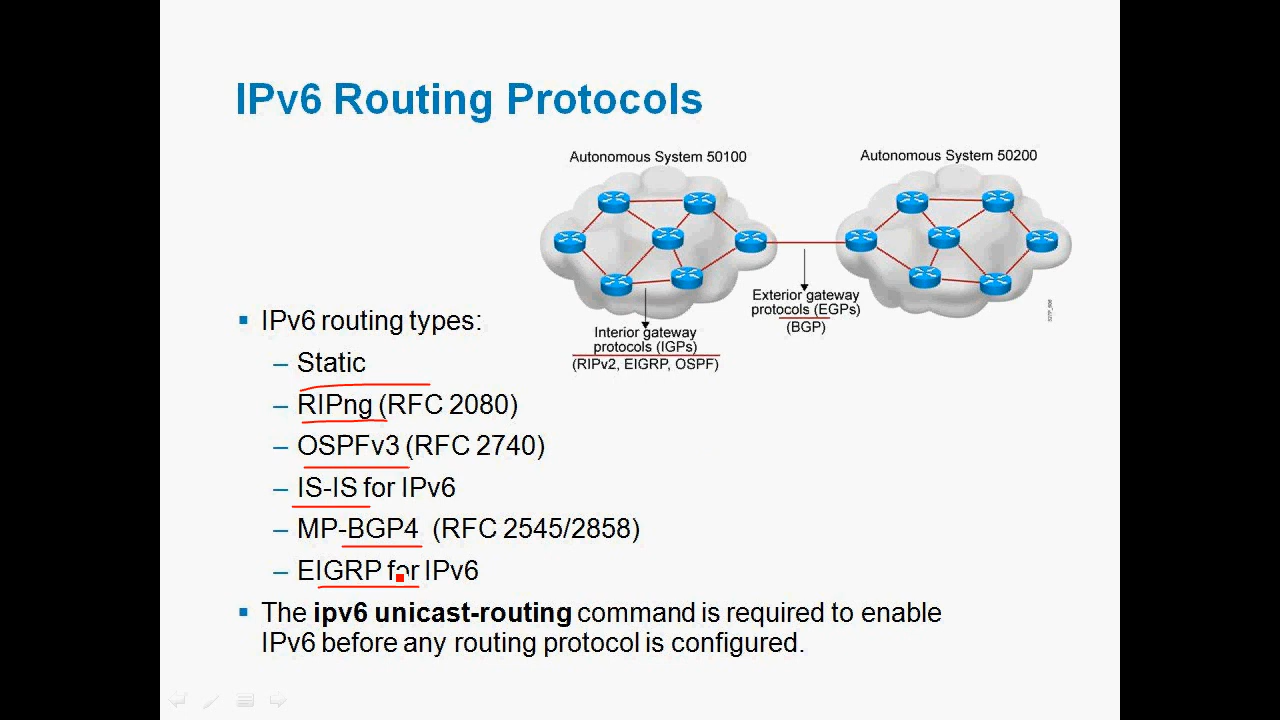 IPv6 Routing Protocols
Autonomous System 50100
Autonomous System 50200
Exterior gateway
protocols (EGPs)
(BGP)
Interior gateway
protocols (IGPs)
(RIPv2, EIGRP, OSPF)
▪ IPv6 routing types:
– Static
– RIPng (RFC 2080)
– OSPFv3 (RFC 2740)
– IS-IS for IPv6
– MP-BGP4 (RFC 2545/2858)
– EIGRP for IPv6
▪ The ipv6 unicast-routing command is required to enable
IPv6 before any routing protocol is configured.